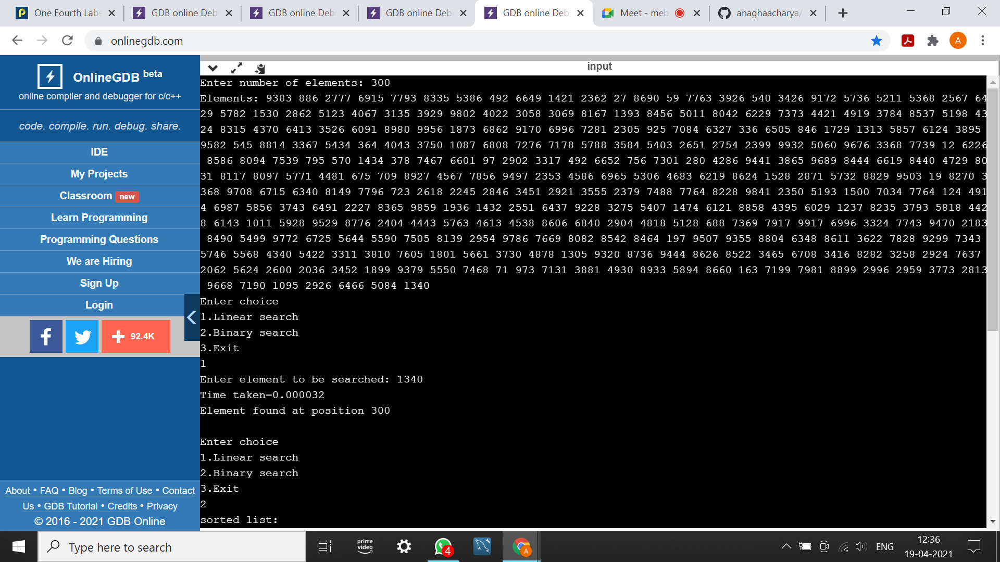 One Fourth Labs
GDB online Deb
GDB online Deb
GDB online Deb
GDB online Deb
Meet - meb
anaghaacharya/
onlinegdb.com
A
OnlineGDB beta
online compiler and debugger for c/c++
code. compile. run. debug. share.
IDE
My Projects
Classroom new
Learn Programming
Programming Questions
We are Hiring
Sign Up
Login
92.4K
About • FAQ • Blog • Terms of Use • Contact
Us • GDB Tutorial • Credits • Privacy
© 2016 - 2021 GDB Online
input
Enter number of elements: 300
Elements: 9383 886 2777 6915 7793 8335 5386 492 6649 1421 2362 27 8690 59 7763 3926 540 3426 9172 5736 5211 5368 2567 64
29 5782 1530 2862 5123 4067 3135 3929 9802 4022 3058 3069 8167 1393 8456 5011 8042 6229 7373 4421 4919 3784 8537 5198 43
24 8315 4370 6413 3526 6091 8980 9956 1873 6862 9170 6996 7281 2305 925 7084 6327 336 6505 846 1729 1313 5857 6124 3895
9582 545 8814 3367 5434 364 4043 3750 1087 6808 7276 7178 5788 3584 5403 2651 2754 2399 9932 5060 9676 3368 7739 12 6226
8586 8094 7539 795 570 1434 378 7467 6601 97 2902 3317 492 6652 756 7301 280 4286 9441 3865 9689 8444 6619 8440 4729 80
31 8117 8097 5771 4481 675 709 8927 4567 7856 9497 2353 4586 6965 5306 4683 6219 8624 1528 2871 5732 8829 9503 19 8270 3
368 9708 6715 6340 8149 7796 723 2618 2245 2846 3451 2921 3555 2379 7488 7764 8228 9841 2350 5193 1500 7034 7764 124 491
4 6987 5856 3743 6491 2227 8365 9859 1936 1432 2551 6437 9228 3275 5407 1474 6121 8858 4395 6029 1237 8235 3793 5818 442
8 6143 1011 5928 9529 8776 2404 4443 5763 4613 4538 8606 6840 2904 4818 5128 688 7369 7917 9917 6996 3324 7743 9470 2183
8490 5499 9772 6725 5644 5590 7505 8139 2954 9786 7669 8082 8542 8464 197 9507 9355 8804 6348 8611 3622 7828 9299 7343
5746 5568 4340 5422 3311 3810 7605 1801 5661 3730 4878 1305 9320 8736 9444 8626 8522 3465 6708 3416 8282 3258 2924 7637
2062 5624 2600 2036 3452 1899 9379 5550 7468 71 973 7131 3881 4930 8933 5894 8660 163 7199 7981 8899 2996 2959 3773 2813
9668 7190 1095 2926 6466 5084 1340
Enter choice
1.Linear search
2.Binary search
3.Exit
1
Enter element to be searched: 1340
Time taken=0.000032
Element found at position 300
Enter choice
1.Linear search
2.Binary search
3.Exit
2
sorted list:
Type here to search
prime
video
4
A
ENG
12:36
19-04-2021